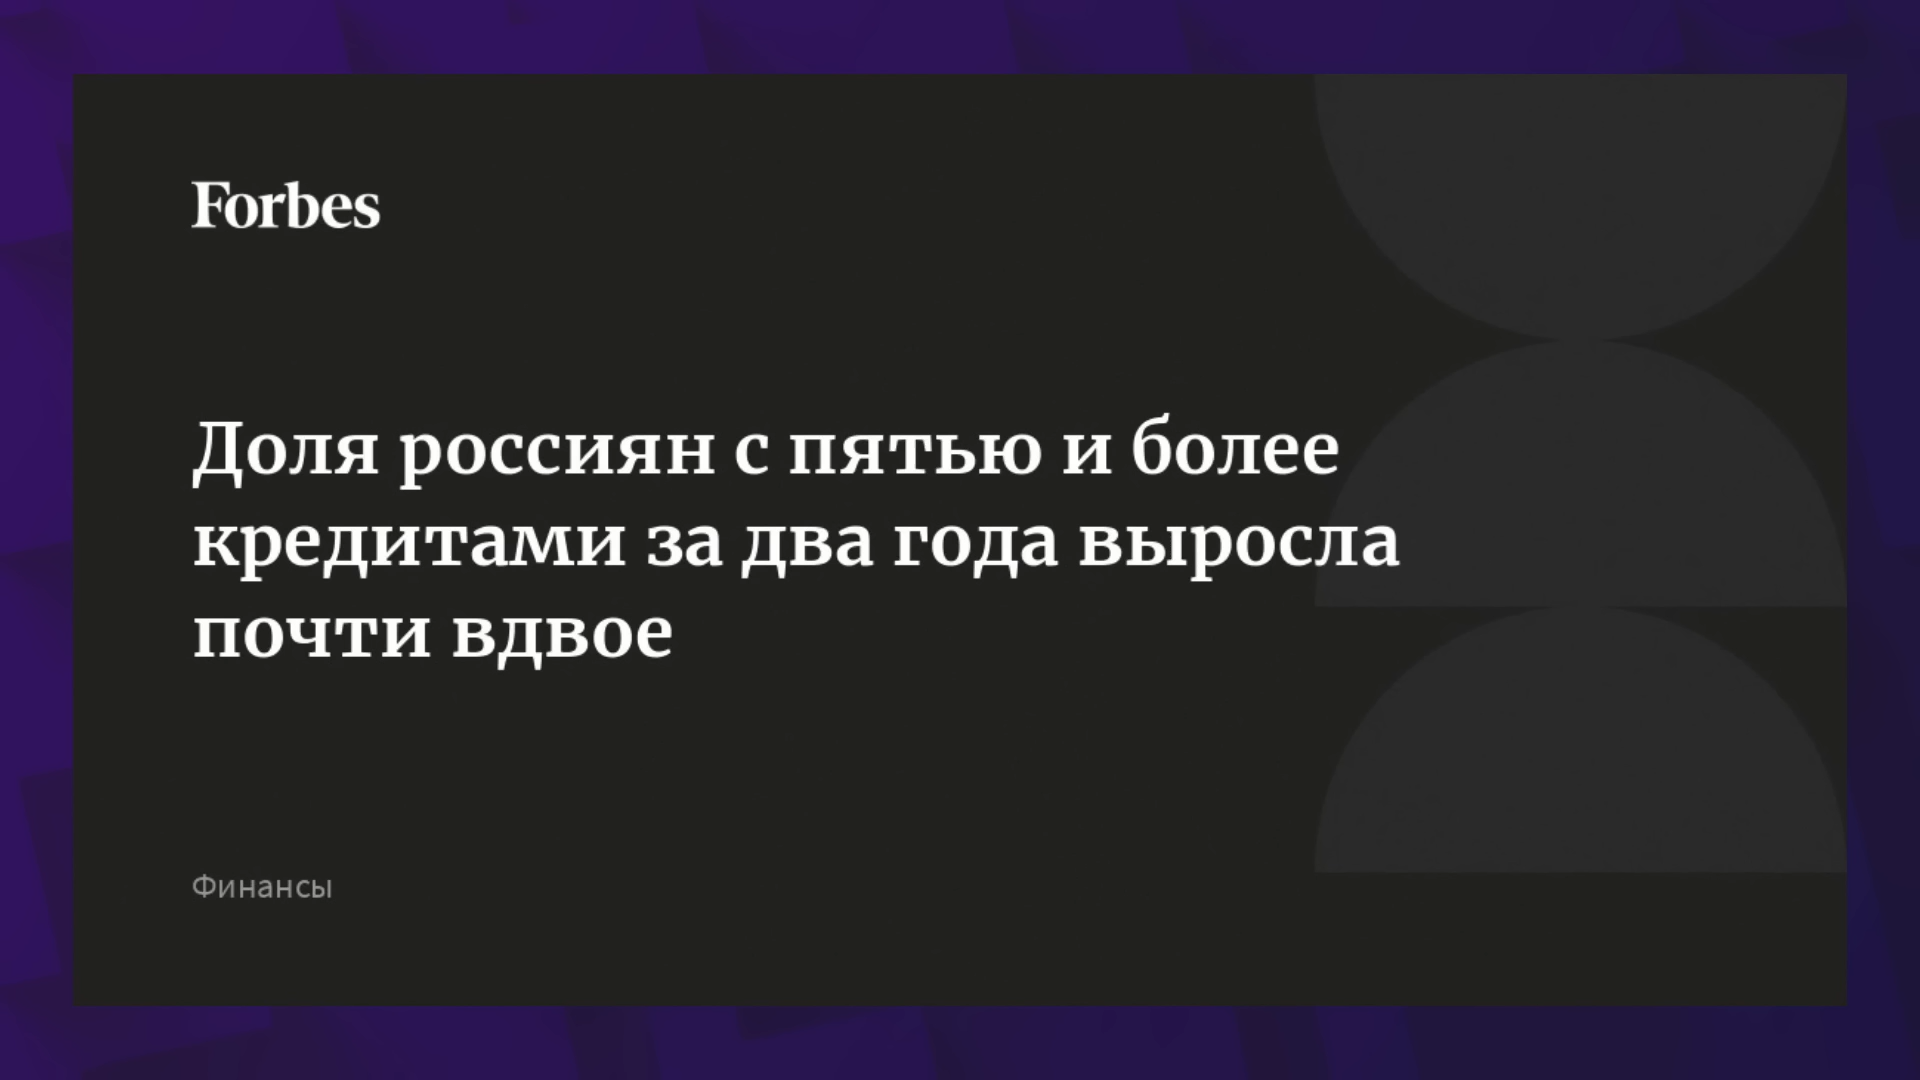 Forbes
Доля россиян с пятью и более
кредитами за два года выросла
почти вдвое
Финансы